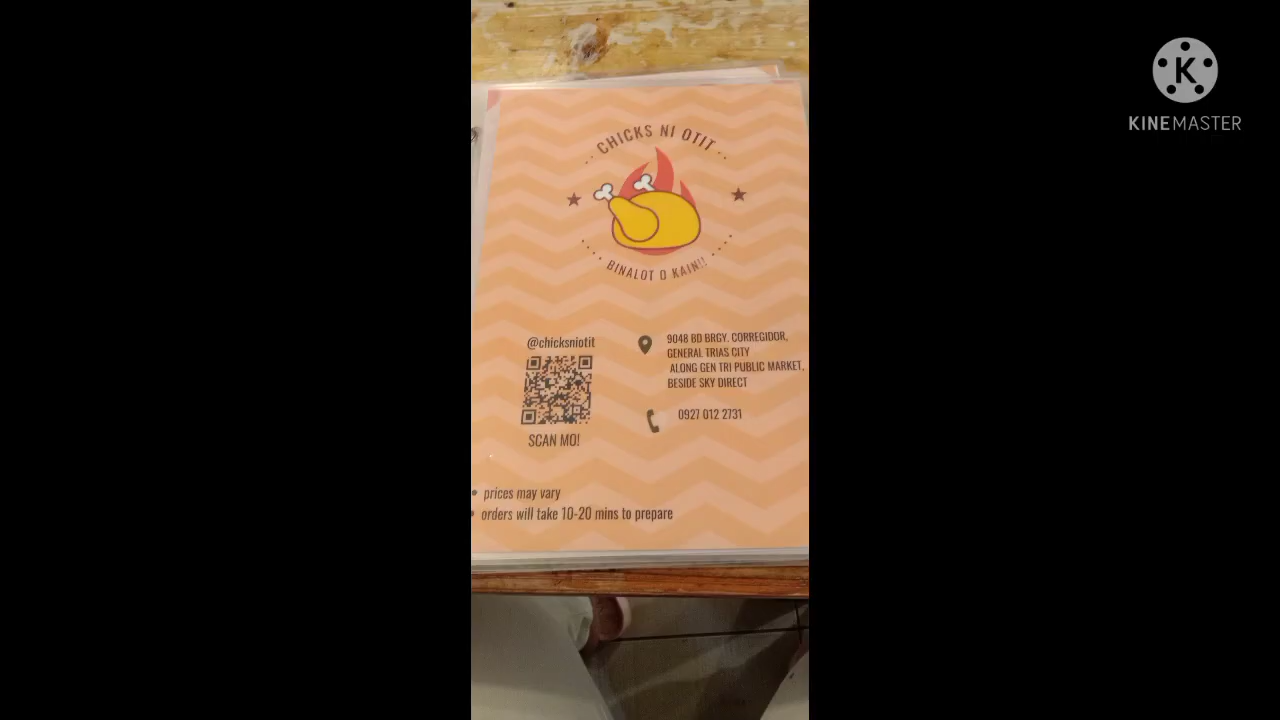 CHICKS NI OTIT
BINALOT O KAIN!!
@chicksniotit
SCAN MO!
9048 BD BRGY. CORREGIDOR,
GENERAL TRIAS CITY
ALONG GEN TRI PUBLIC MARKET,
BESIDE SKY DIRECT
0927 012 2731
• prices may vary
• orders will take 10-20 mins to prepare
K
KINEMASTER